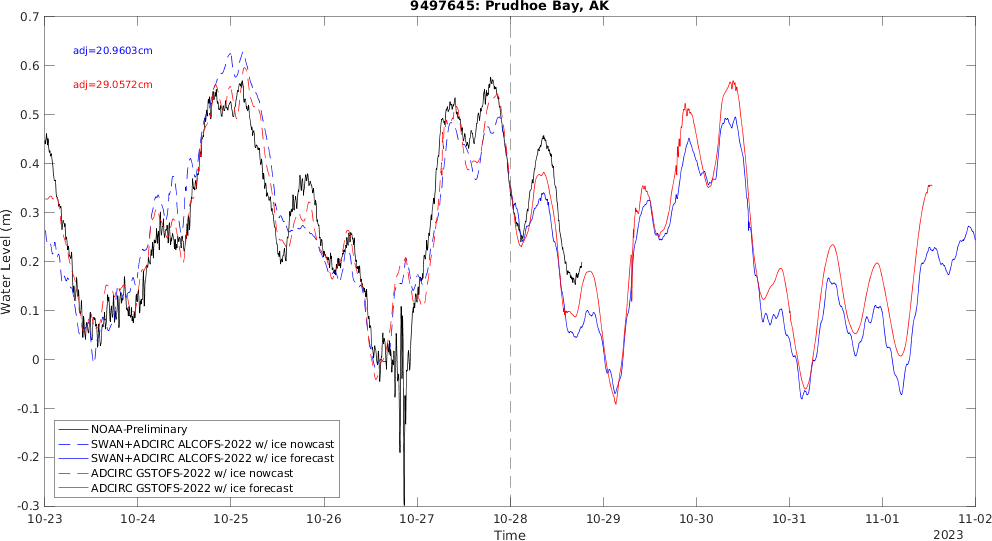 9497645: Prudhoe Bay, AK
0.7
0.6
0.5
0.4
0.3
0.2
0.1
0
-0.1
-0.2
-0.3
Water Level (m)
adj=20.9603cm
adj=29.0572cm
NOAA-Preliminary
SWAN+ADCIRC ALCOFS-2022 w/ ice nowcast
SWAN+ADCIRC ALCOFS-2022 w/ ice forecast
ADCIRC GSTOFS-2022 w/ ice nowcast
ADCIRC GSTOFS-2022 w/ ice forecast
10-23 10-24 10-25 10-26 10-27 10-28 10-29 10-30 10-31 11-01 11-02
Time
2023